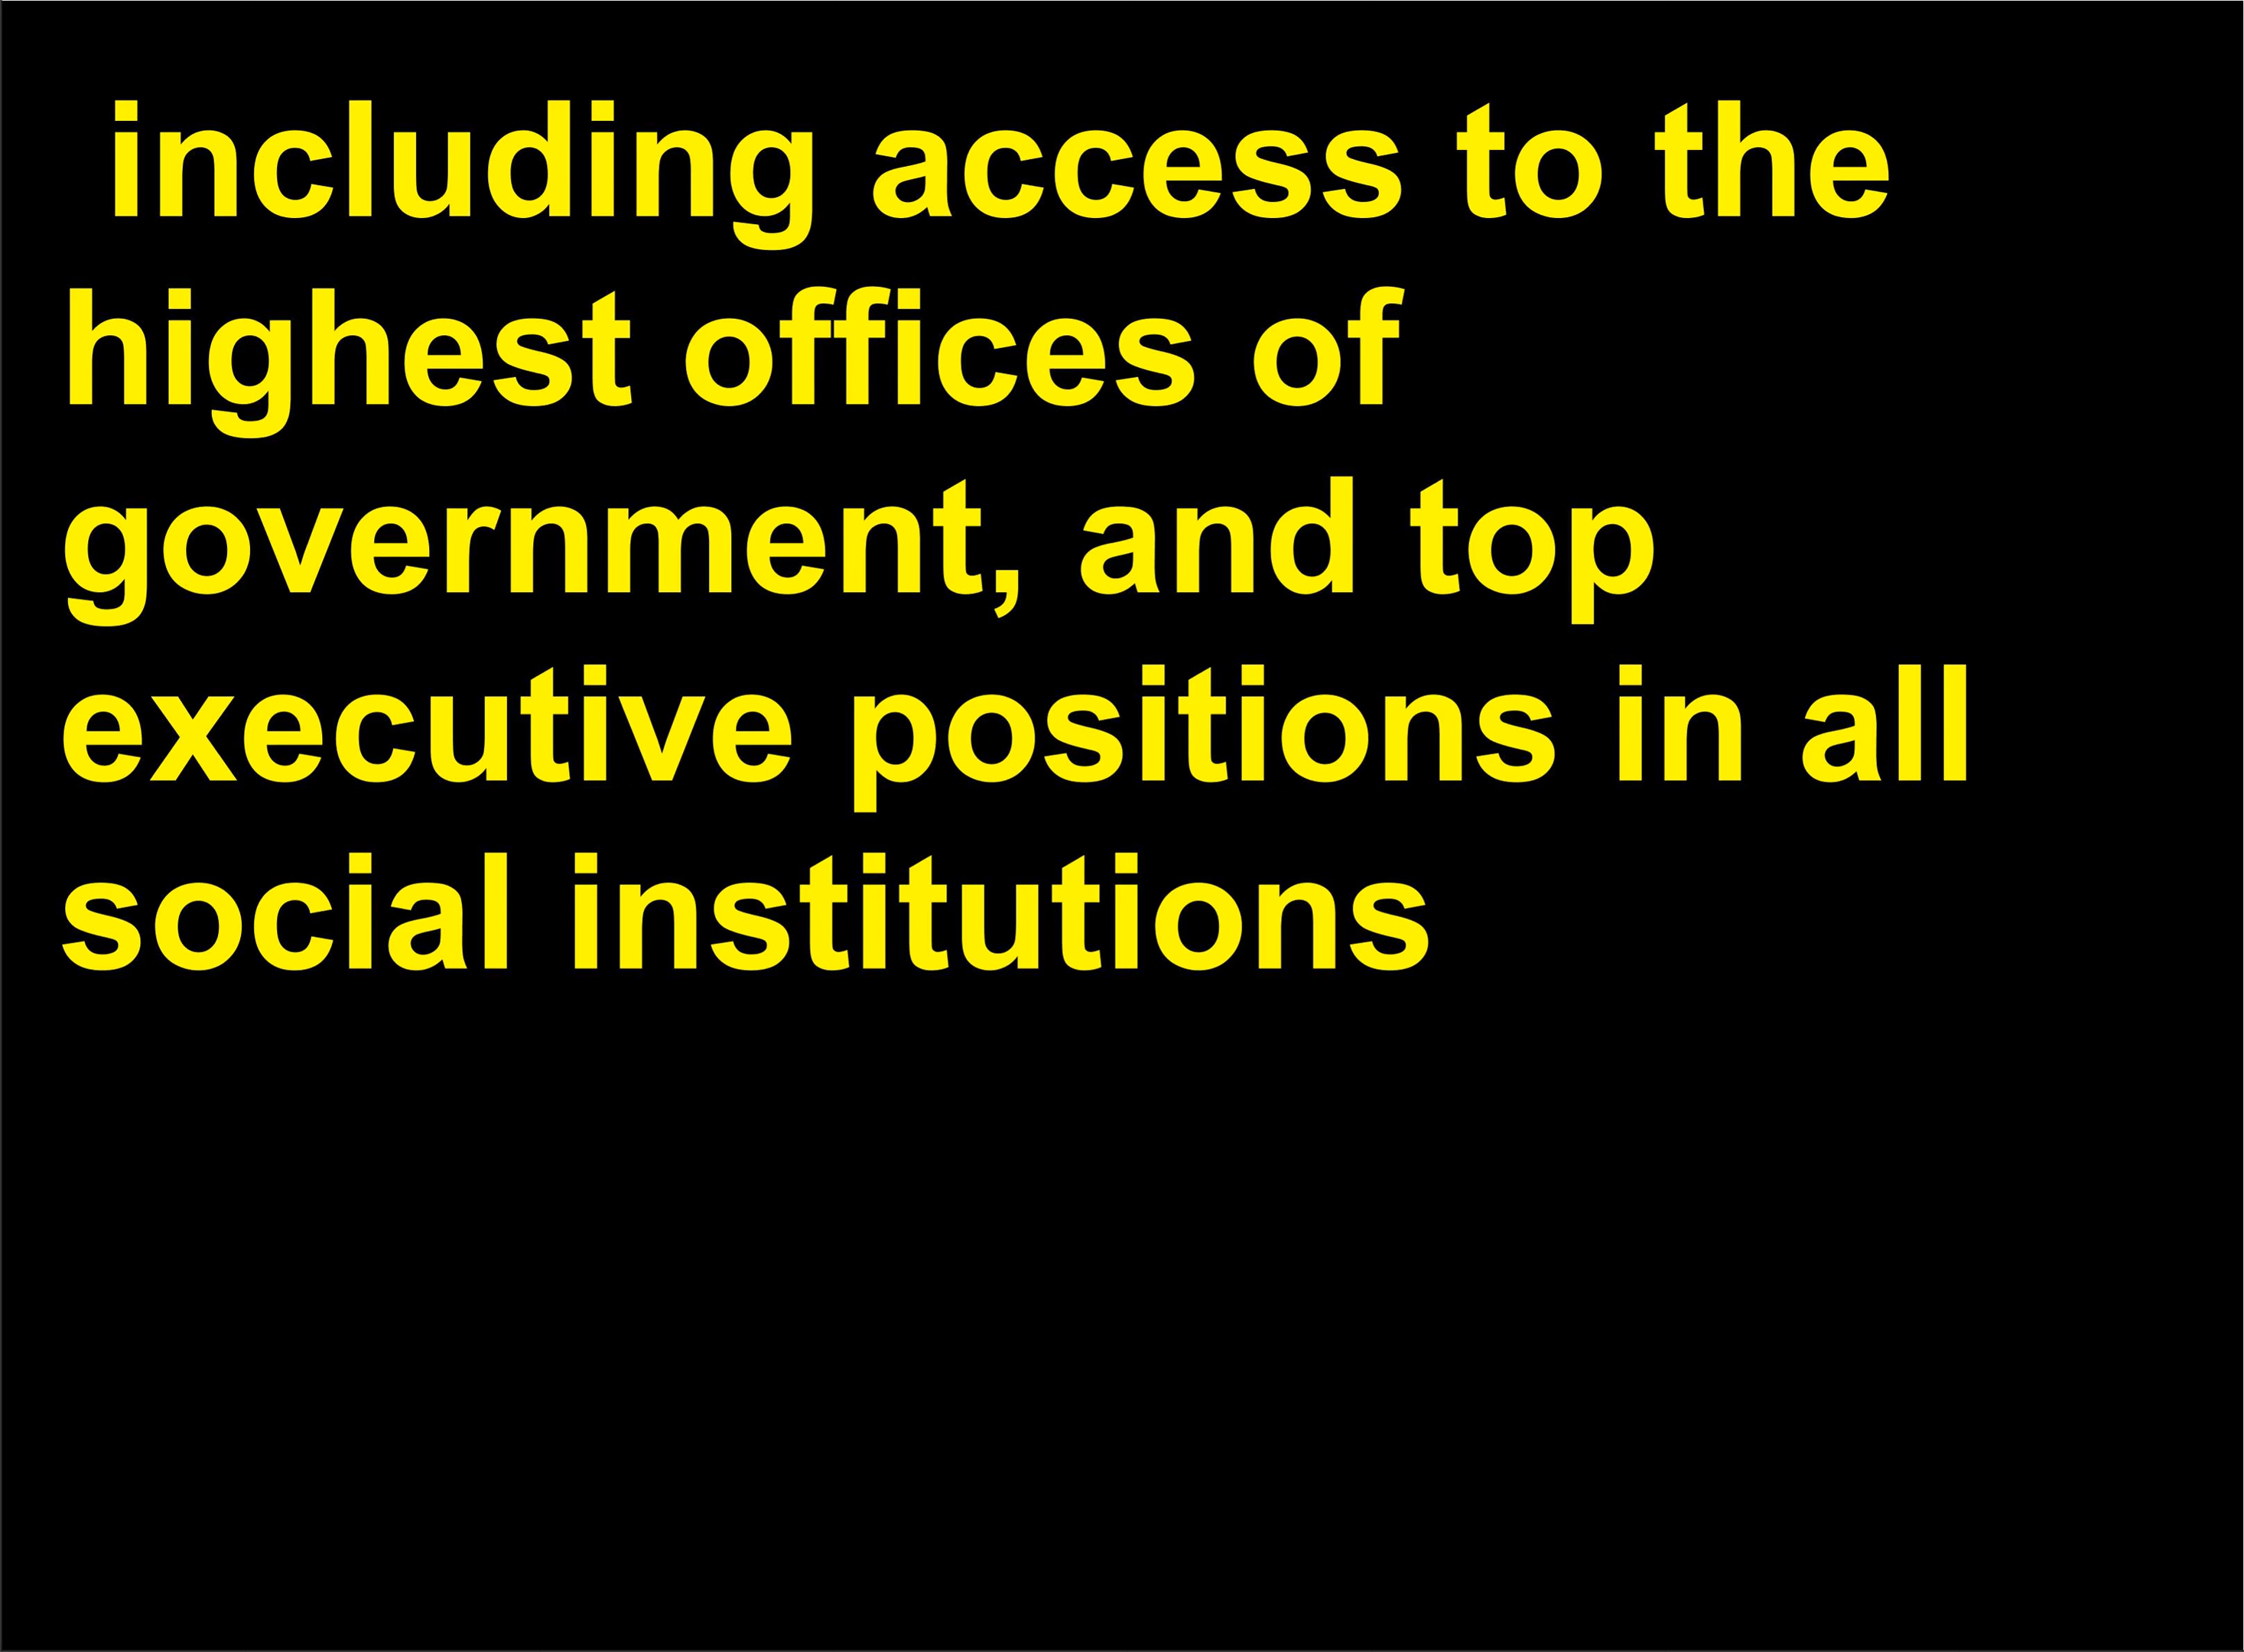 including access to the
highest offices of
government, and top
executive positions in all
social institutions